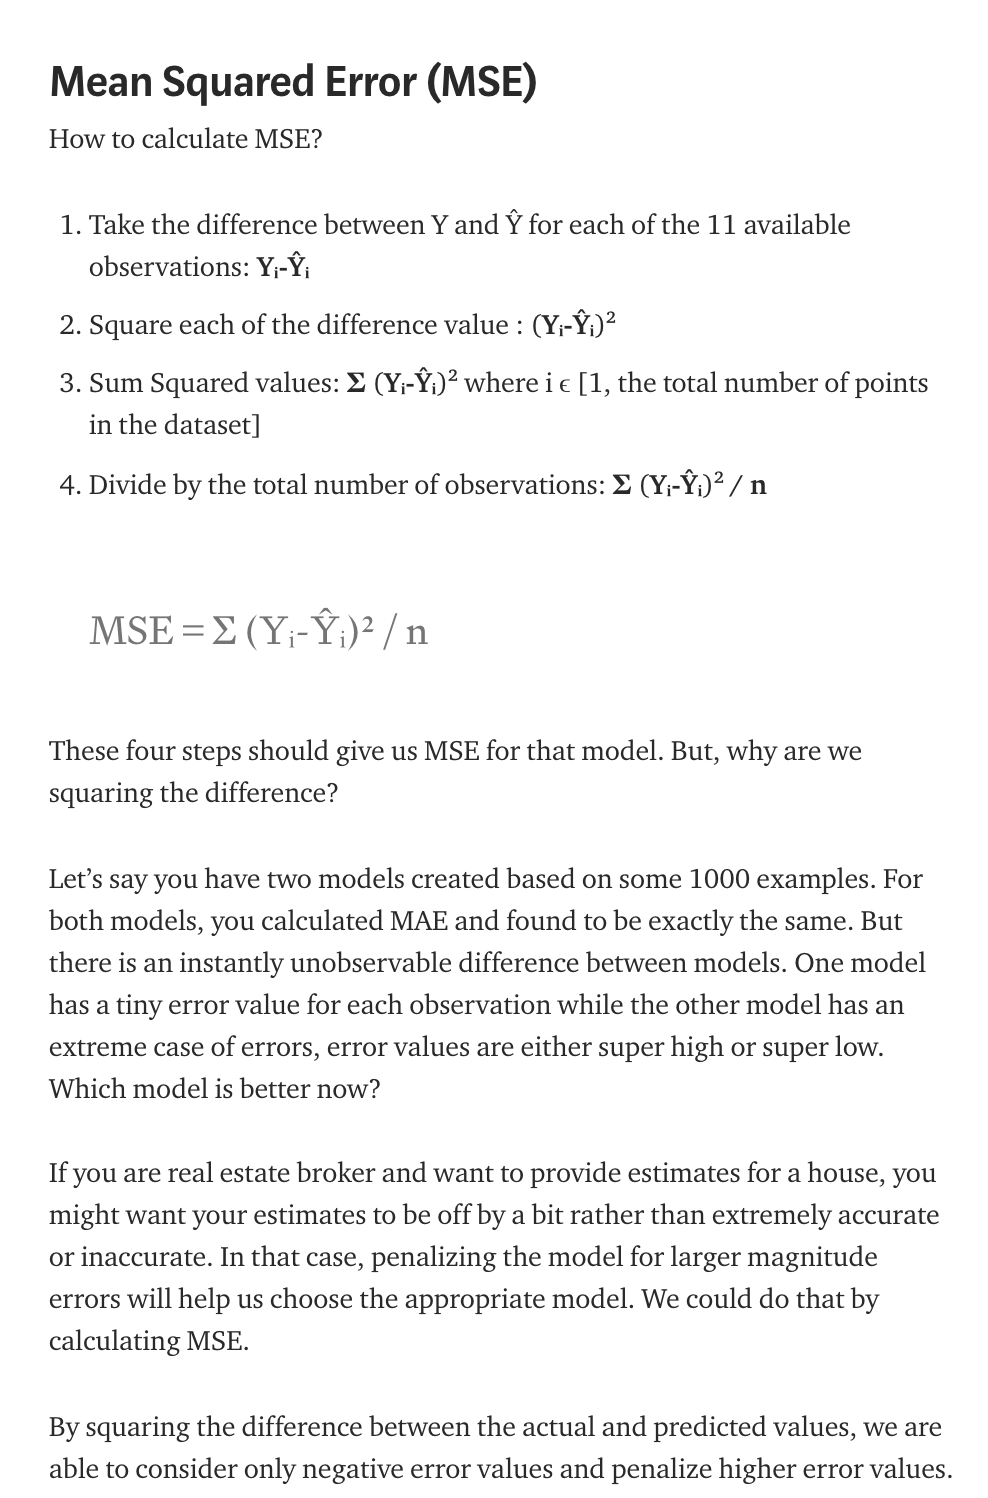 Mean Squared Error (MSE)
How to calculate MSE?
1. Take the difference between Y and Ŷ for each of the 11 available
observations: Yᵢ-Ŷᵢ
2. Square each of the difference value : (Yᵢ-Ŷᵢ)²
3. Sum Squared values: Σ (Yᵢ-Ŷᵢ)² where i ϵ [1, the total number of points
in the dataset]
4. Divide by the total number of observations: Σ (Yᵢ-Ŷᵢ)² / n
MSE = Σ (Yᵢ-Ŷᵢ)² / n
These four steps should give us MSE for that model. But, why are we
squaring the difference?
Let’s say you have two models created based on some 1000 examples. For
both models, you calculated MAE and found to be exactly the same. But
there is an instantly unobservable difference between models. One model
has a tiny error value for each observation while the other model has an
extreme case of errors, error values are either super high or super low.
Which model is better now?
If you are real estate broker and want to provide estimates for a house, you
might want your estimates to be off by a bit rather than extremely accurate
or inaccurate. In that case, penalizing the model for larger magnitude
errors will help us choose the appropriate model. We could do that by
calculating MSE.
By squaring the difference between the actual and predicted values, we are
able to consider only negative error values and penalize higher error values.